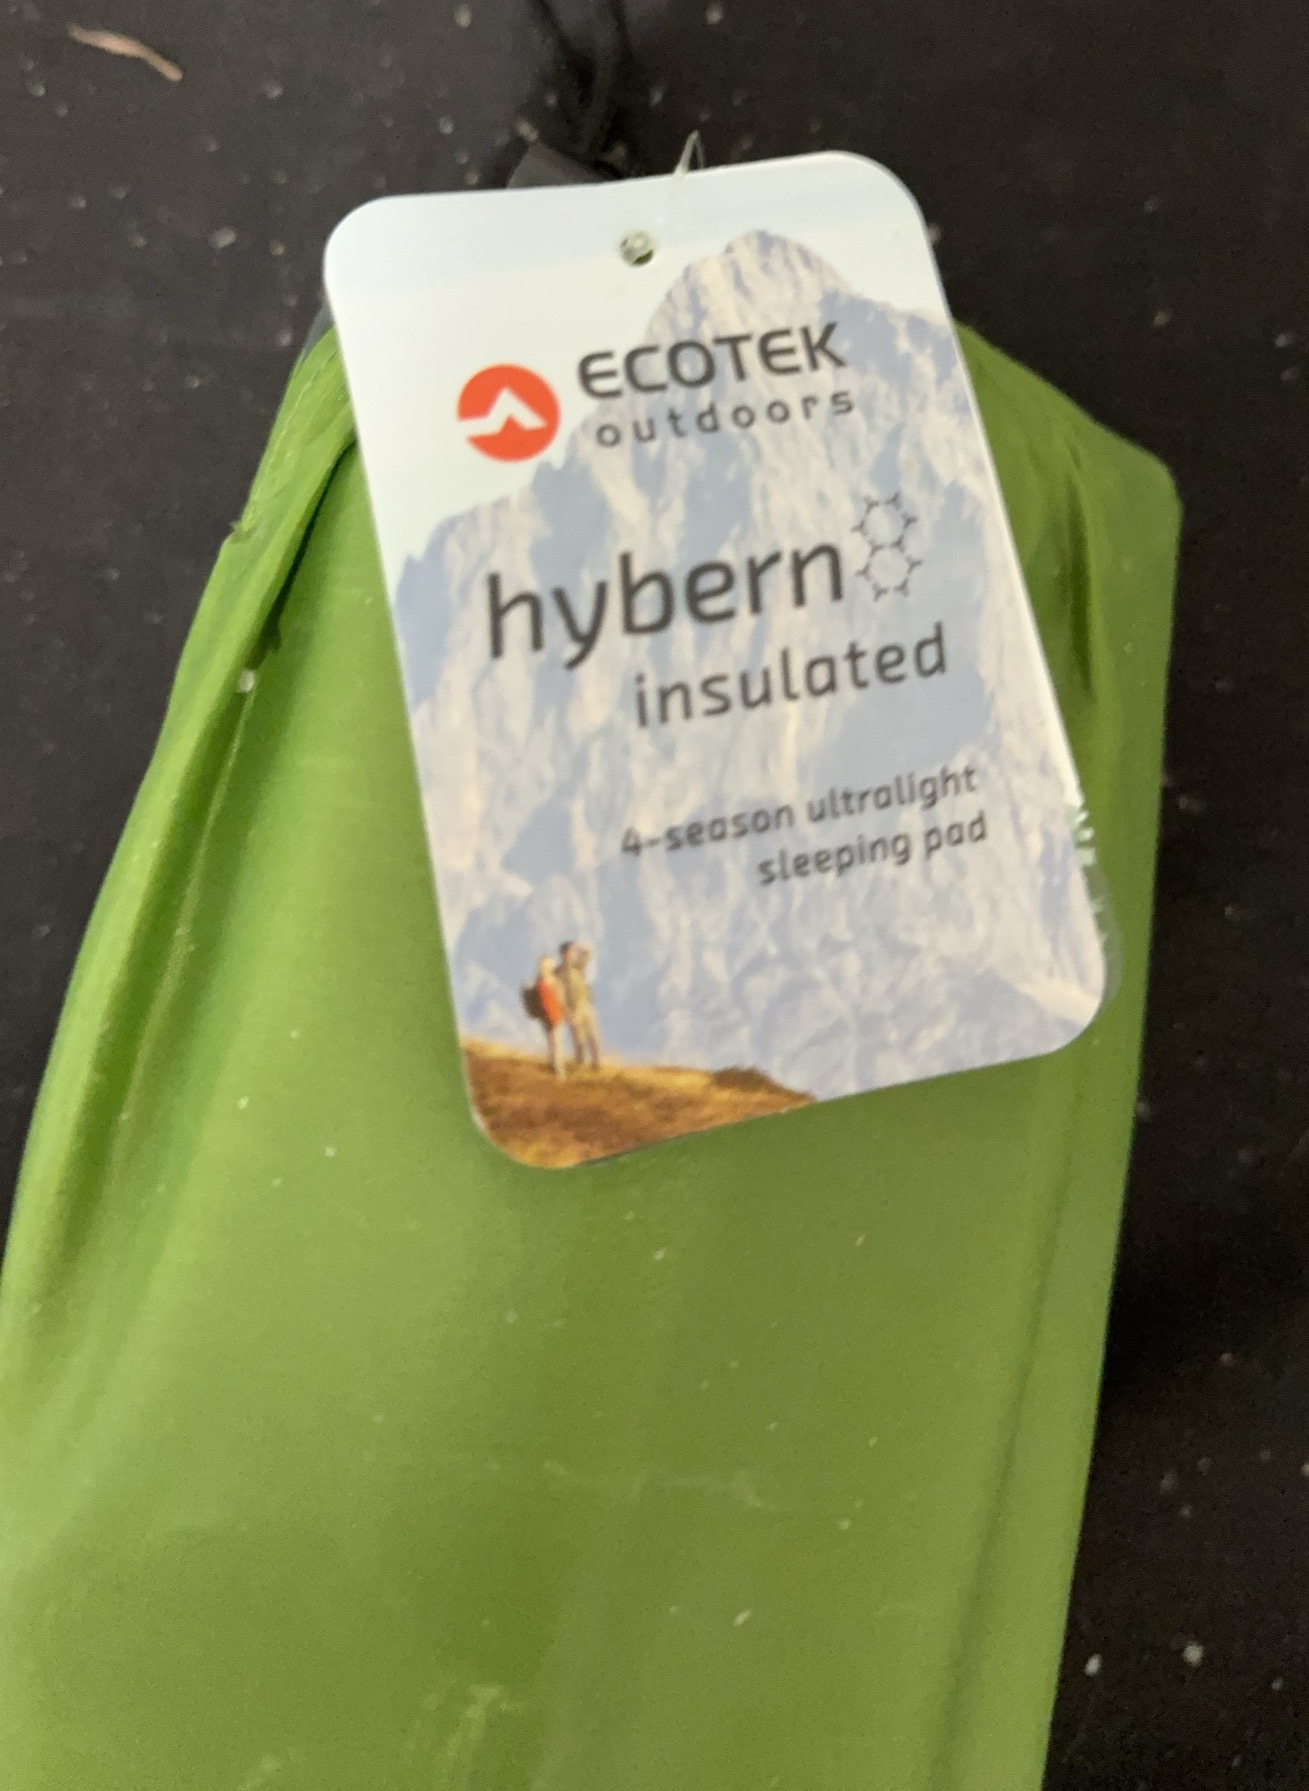 ECOTEK
outdoors
hybern
insulated
4-season ultralight
sleeping pad